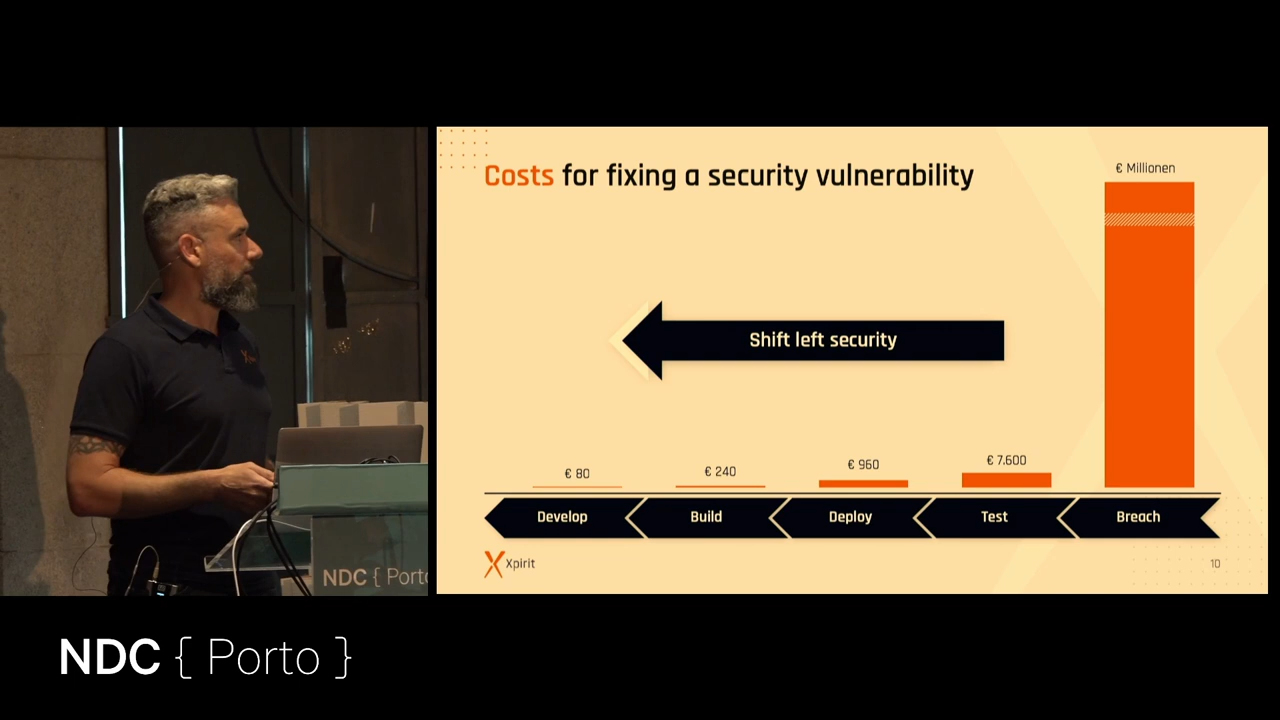 Costs for fixing a security vulnerability
€ Millionen
Shift left security
€ 80
€ 240
€ 960
€ 7.600
Develop
Build
Deploy
Test
Breach
Xpirit
10
NDC { Porto
NDC { Porto }